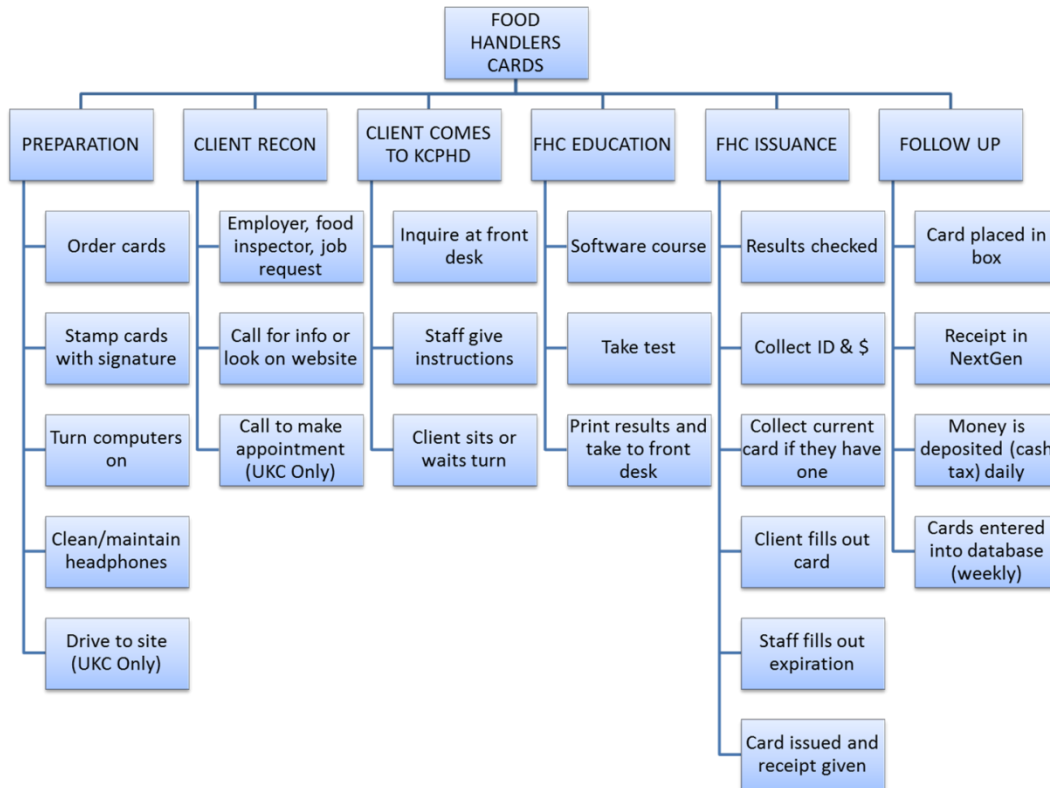 FOOD
HANDLERS
CARDS
PREPARATION
Order cards
Stamp cards
with signature
Turn computers
on
Clean/maintain
headphones
Drive to site
(UKC Only)
CLIENT RECON
Employer, food
inspector, job
request
Call for info or
look on website
Call to make
appointment
(UKC Only)
CLIENT COMES
TO KCPHD
Inquire at front
desk
Staff give
instructions
Client sits or
waits turn
FHC EDUCATION
Software course
Take test
Print results and
take to front
desk
FHC ISSUANCE
Results checked
Collect ID & $
Collect current
card if they have
one
Client fills out
card
Staff fills out
expiration
Card issued and
receipt given
FOLLOW UP
Card placed in
box
Receipt in
NextGen
Money is
deposited (cash
tax) daily
Cards entered
into database
(weekly)